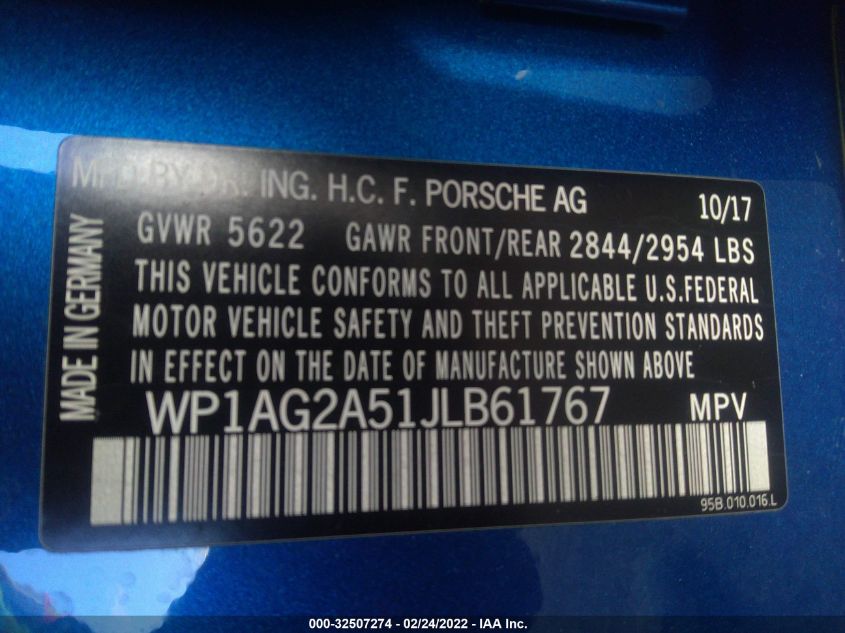 MFD BY DR. ING. H.C. F. PORSCHE AG 10/17
GVWR 5622 GAWR FRONT/REAR 2844/2954 LBS
THIS VEHICLE CONFORMS TO ALL APPLICABLE U.S.FEDERAL
MOTOR VEHICLE SAFETY AND THEFT PREVENTION STANDARDS
IN EFFECT ON THE DATE OF MANUFACTURE SHOWN ABOVE
WP1AG2A51JLB61767 MPV
95B.010.016.L
MADE IN GERMANY
000-32507274 - 02/24/2022 - IAA Inc.